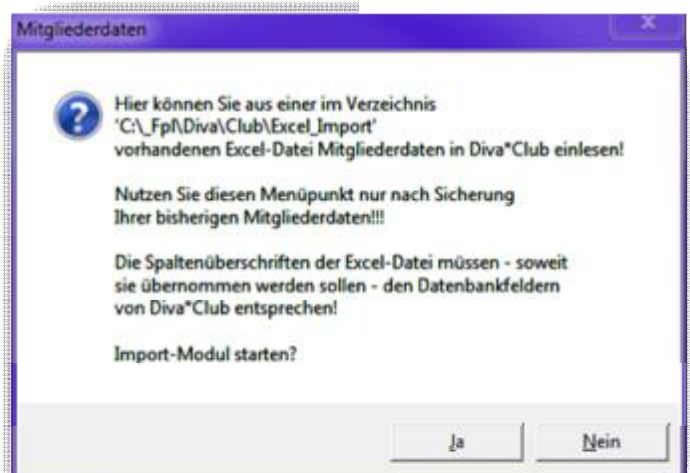 Mitgliederdaten
x
Hier können Sie aus einer im Verzeichnis
'C:\_Fpl\Diva\Club\Excel_Import'
vorhandenen Excel-Datei Mitgliederdaten in Diva*Club einlesen!
Nutzen Sie diesen Menüpunkt nur nach Sicherung
Ihrer bisherigen Mitgliederdaten!!!
Die Spaltenüberschriften der Excel-Datei müssen - soweit
sie übernommen werden sollen - den Datenbankfeldern
von Diva*Club entsprechen!
Import-Modul starten?
Ja
Nein